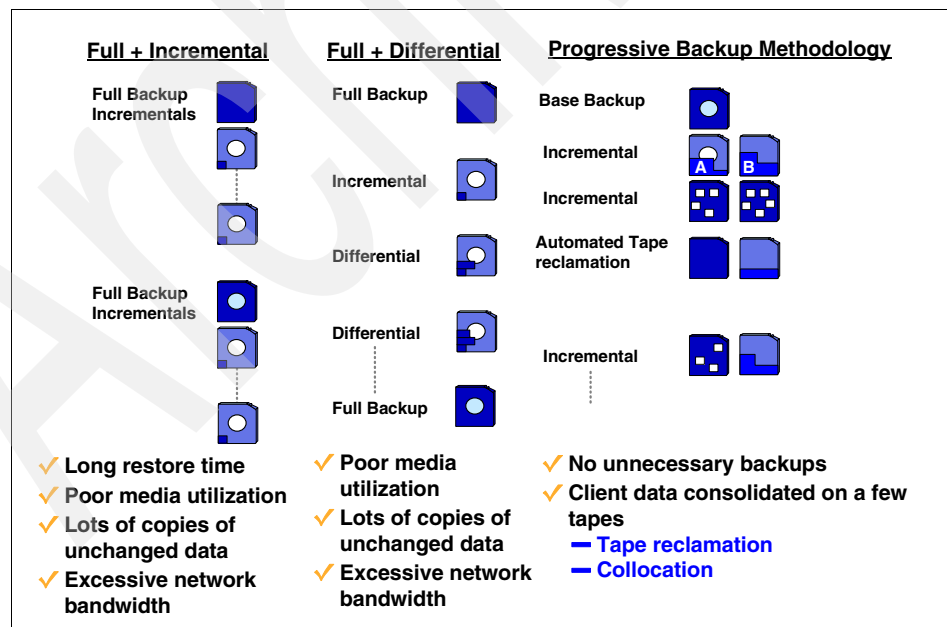 Full + Incremental
Full Backup
Incrementals
Full Backup
Incrementals
Long restore time
Poor media utilization
Lots of copies of
unchanged data
Excessive network
bandwidth
Full + Differential
Full Backup
Incremental
Differential
Differential
Full Backup
Poor media
utilization
Lots of copies of
unchanged data
Excessive network
bandwidth
Progressive Backup Methodology
Base Backup
Incremental
A B
Incremental
Automated Tape
reclamation
Incremental
No unnecessary backups
Client data consolidated on a few
tapes
Tape reclamation
Collocation